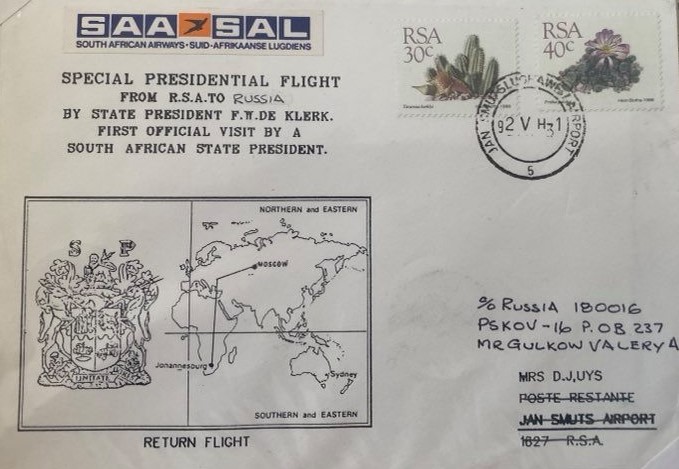 SAA SAL
SOUTH AFRICAN AIRWAYS · SUID-AFRIKAANSE LUGDIENS
SPECIAL PRESIDENTIAL FLIGHT
FROM R.S.A.TO RUSSIA
BY STATE PRESIDENT F.W.DE KLERK.
FIRST OFFICIAL VISIT BY A
SOUTH AFRICAN STATE PRESIDENT.
RSA
30c
RSA
40c
JAN SMUTS AIRPORT
92 V 31
5
NORTHERN and EASTERN
S P
MOSCOW
Johannesburg
Sydney
SOUTHERN and EASTERN
RETURN FLIGHT
c/o RUSSIA 180016
PSKOV-16 P.OB 237
MR GULKOW VALERY A
MRS D.J,UYS
POSTE RESTANTE
JAN SMUTS AIRPORT
1627 R.S.A.